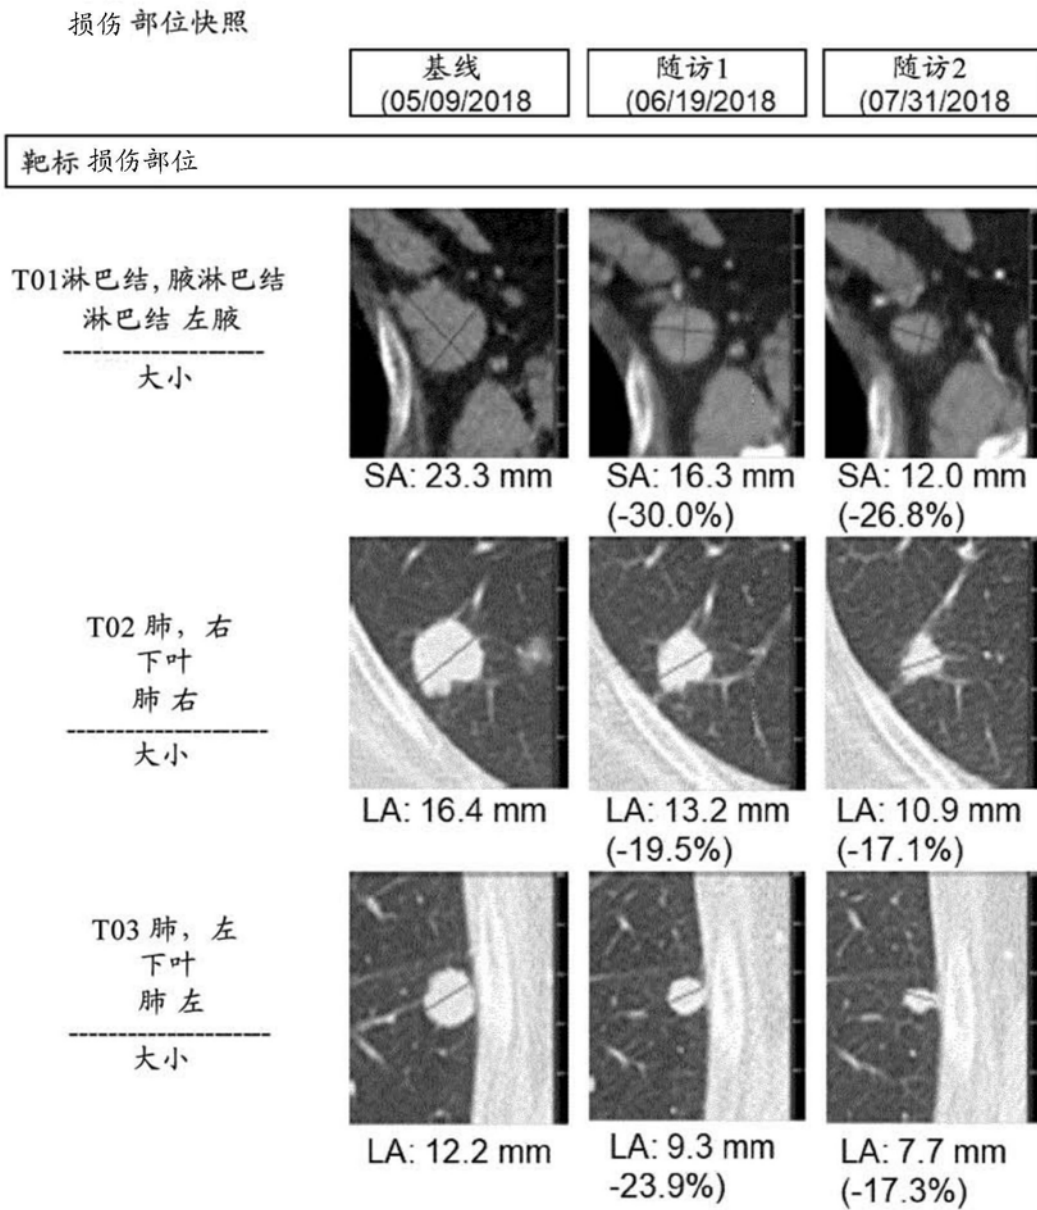 损伤 部位快照
基线
(05/09/2018
随访1
(06/19/2018
随访2
(07/31/2018
靶标 损伤部位
T01淋巴结, 腋淋巴结
淋巴结 左腋
--------------------
大小
SA: 23.3 mm
SA: 16.3 mm
(-30.0%)
SA: 12.0 mm
(-26.8%)
T02 肺, 右
下叶
肺 右
--------------------
大小
LA: 16.4 mm
LA: 13.2 mm
(-19.5%)
LA: 10.9 mm
(-17.1%)
T03 肺, 左
下叶
肺 左
--------------------
大小
LA: 12.2 mm
LA: 9.3 mm
-23.9%)
LA: 7.7 mm
(-17.3%)